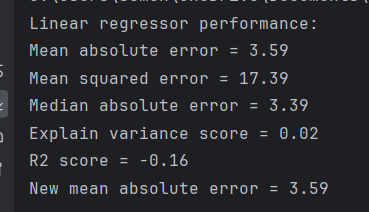 Linear regressor performance:
Mean absolute error = 3.59
Mean squared error = 17.39
Median absolute error = 3.39
Explain variance score = 0.02
R2 score = -0.16
New mean absolute error = 3.59